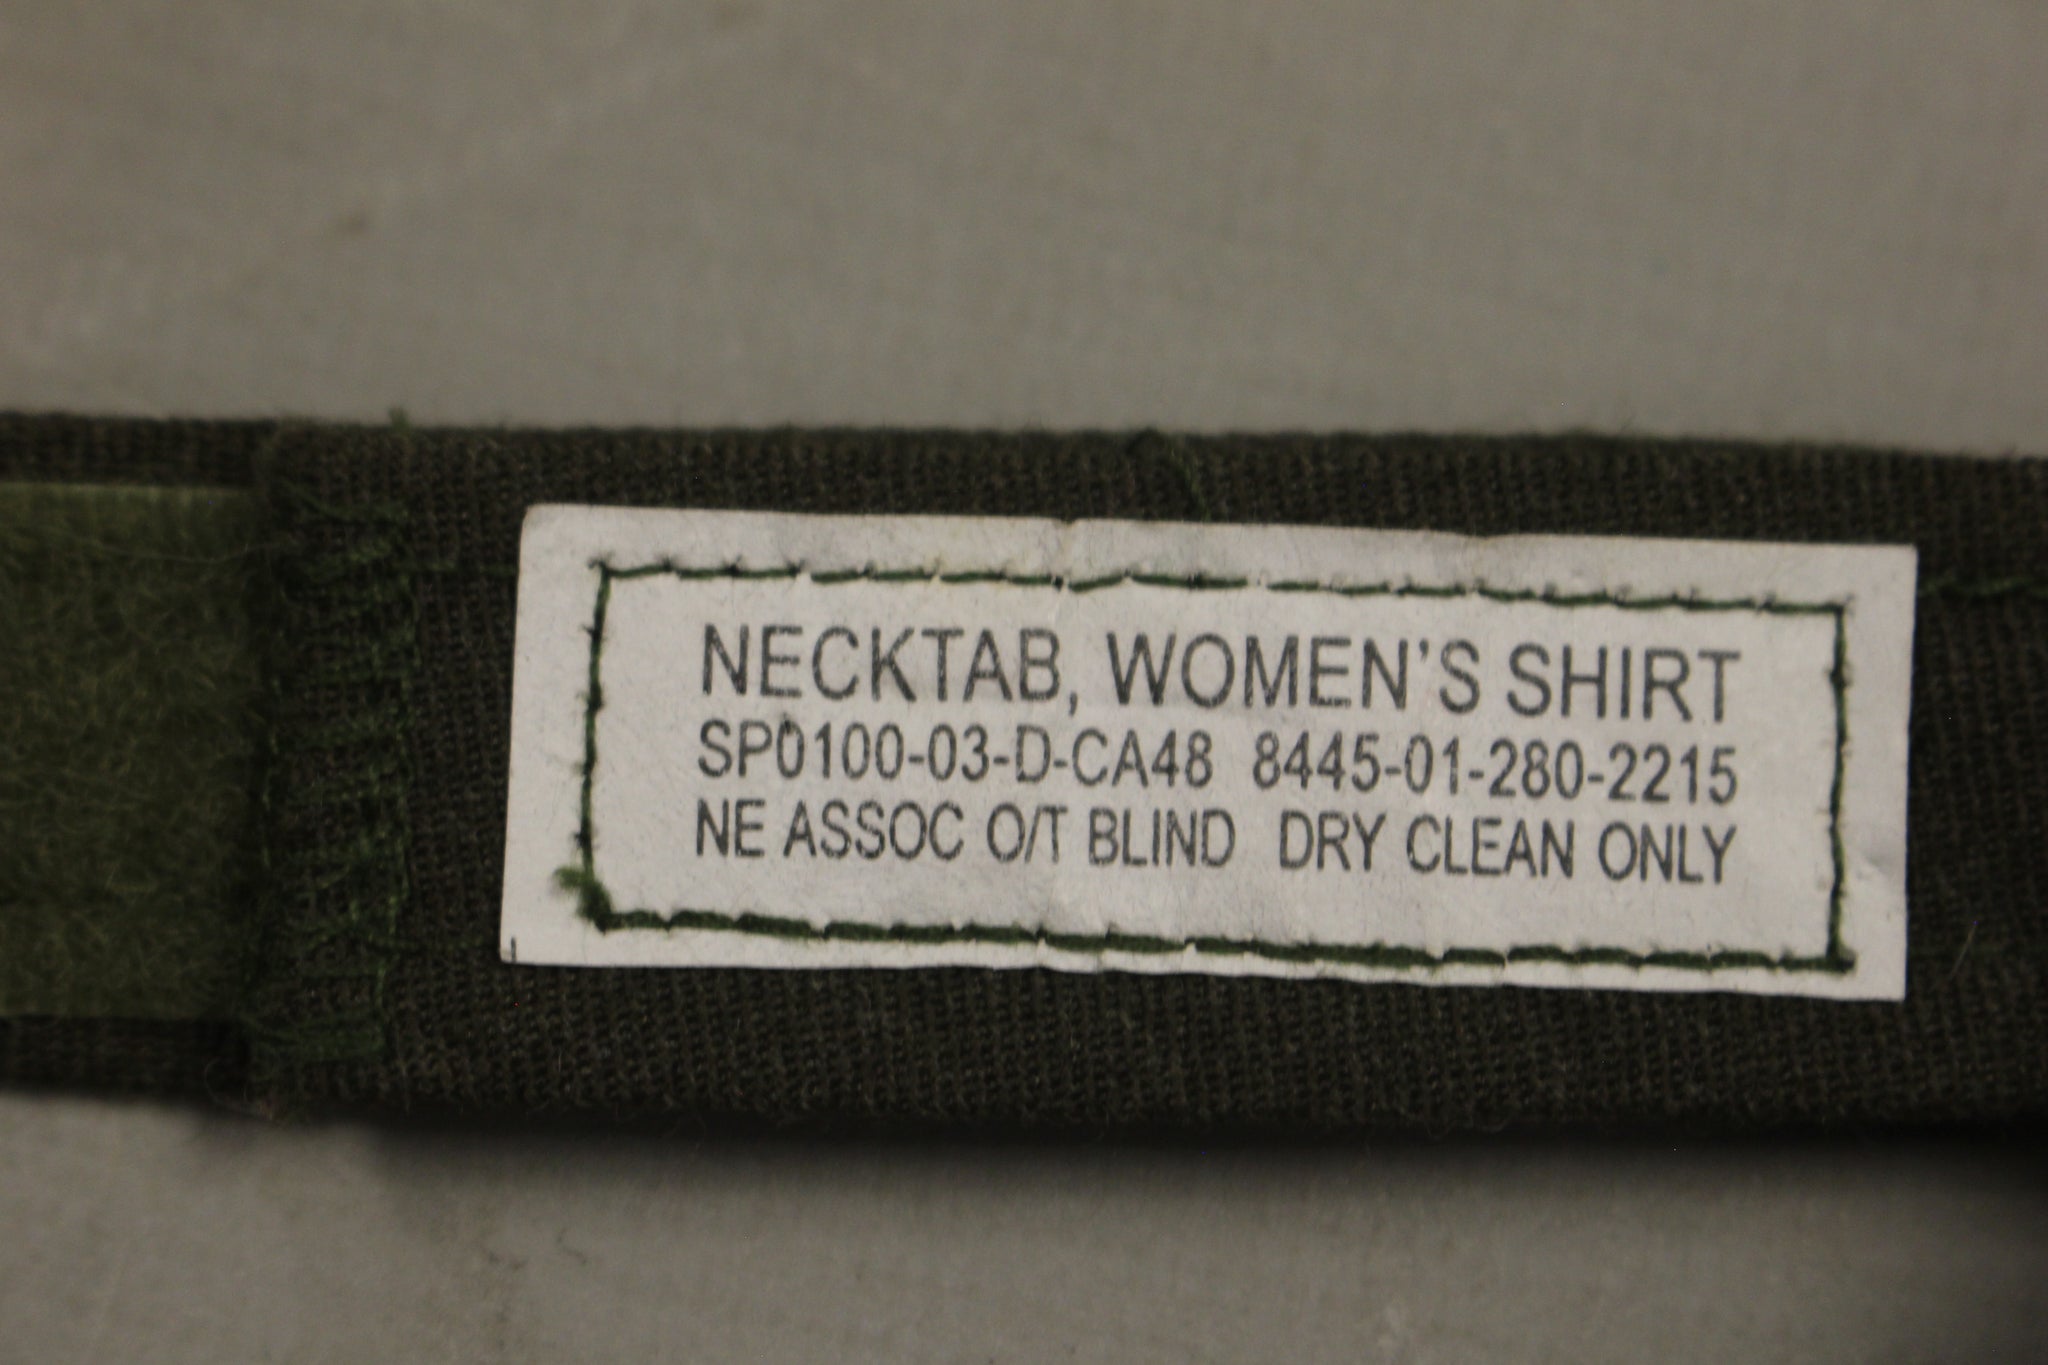 NECKTAB, WOMEN'S SHIRT
SP0100-03-D-CA48 8445-01-280-2215
NE ASSOC O/T BLIND DRY CLEAN ONLY